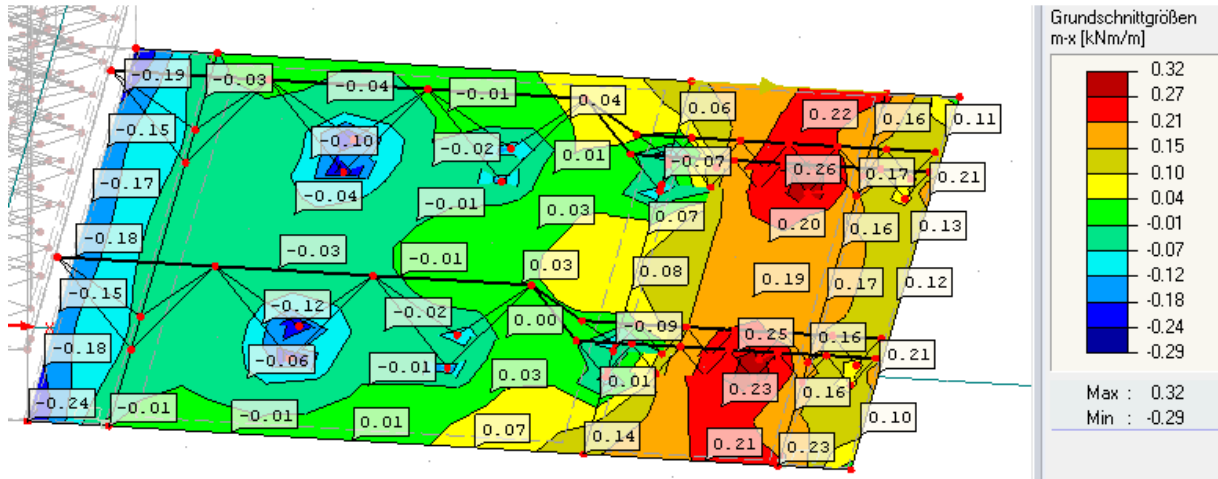 Grundschnittgrößen
m-x [kNm/m]
0.32
0.27
0.21
0.15
0.10
0.04
-0.01
-0.07
-0.12
-0.18
-0.24
-0.29
Max : 0.32
Min : -0.29
-0.19 -0.03 -0.04 -0.01 0.04 0.06 0.22 0.16 0.11
-0.15 -0.10 -0.02 0.01 -0.07 0.26 0.17 0.21
-0.17 -0.04 -0.01 0.03 0.07 0.20 0.16 0.13
-0.18 -0.03 -0.01 0.03 0.08 0.19 0.17 0.12
-0.15 -0.12 -0.02 0.00 -0.09 0.25 0.16 0.21
-0.18 -0.06 -0.01 0.03 0.01 0.23 0.16 0.10
-0.24 -0.01 -0.01 0.01 0.07 0.14 0.21 0.23